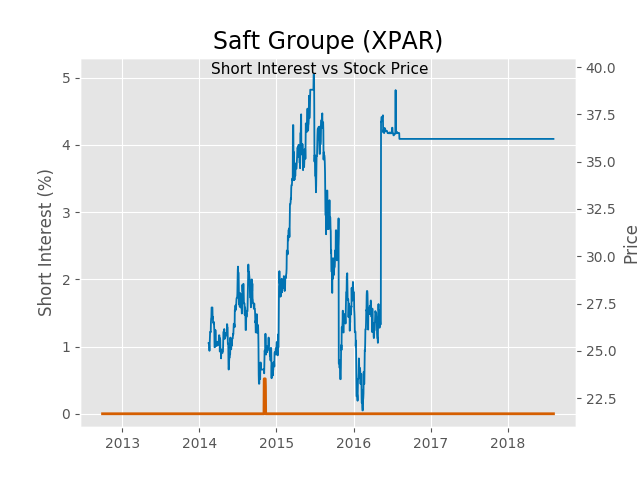 Saft Groupe (XPAR)
Short Interest vs Stock Price
Short Interest (%)
5
4
3
2
1
0
40.0
37.5
35.0
32.5
30.0
27.5
25.0
22.5
Price
2013 2014 2015 2016 2017 2018